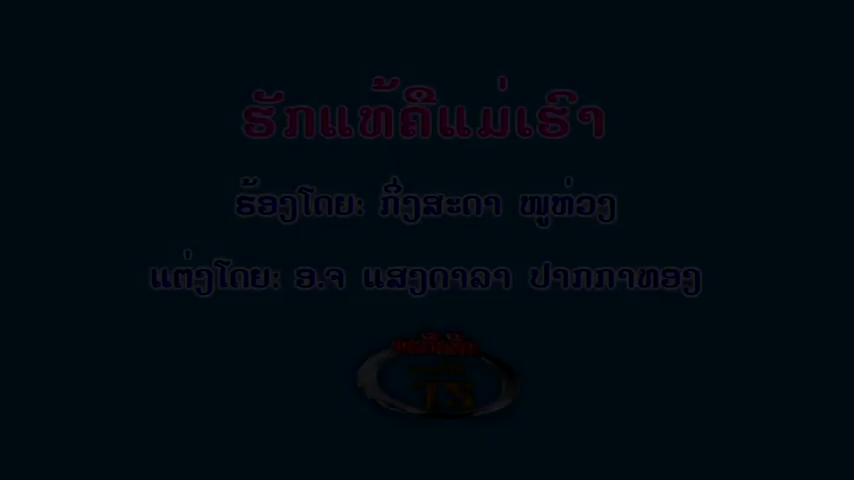 ຮັກແທ້ຄືແມ່ເຮົາ
ຮ້ອງໂດຍ: ກິ່ງສະດາ ພູຫ່ວງ
ແຕ່ງໂດຍ: ອ.ຈ ແສງດາລາ ປາກກາທອງ